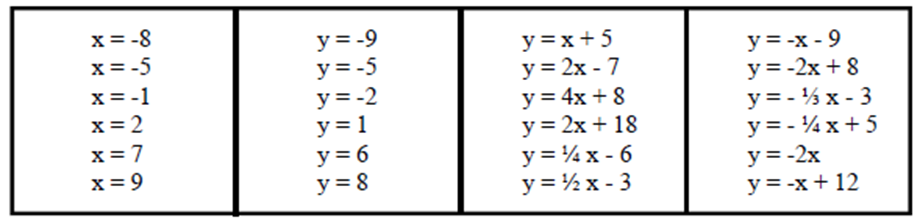 x = -8
x = -5
x = -1
x = 2
x = 7
x = 9
y = -9
y = -5
y = -2
y = 1
y = 6
y = 8
y = x + 5
y = 2x - 7
y = 4x + 8
y = 2x + 18
y = ¼ x - 6
y = ½ x - 3
y = -x - 9
y = -2x + 8
y = - ⅓ x - 3
y = - ¼ x + 5
y = -2x
y = -x + 12